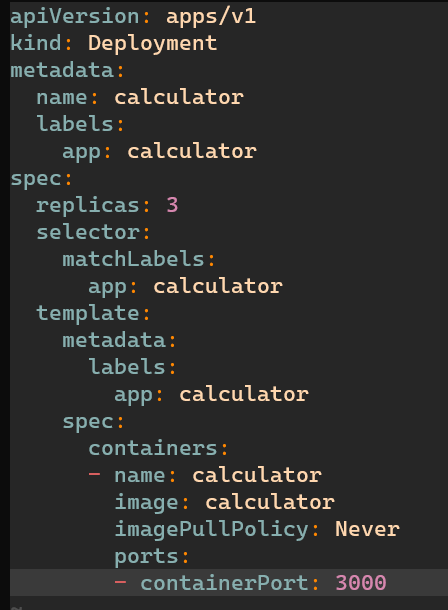 apiVersion: apps/v1
kind: Deployment
metadata:
  name: calculator
  labels:
    app: calculator
spec:
  replicas: 3
  selector:
    matchLabels:
      app: calculator
  template:
    metadata:
      labels:
        app: calculator
    spec:
      containers:
      - name: calculator
        image: calculator
        imagePullPolicy: Never
        ports:
        - containerPort: 3000
~